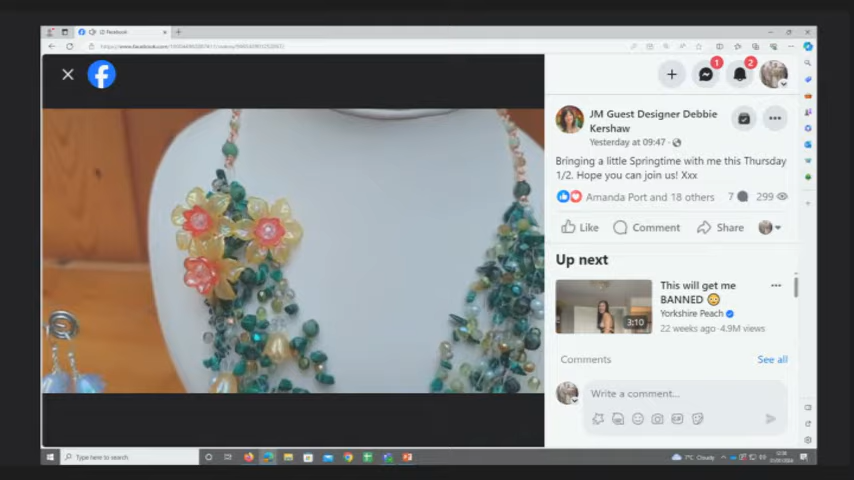 Facebook
1
2
JM Guest Designer Debbie
Kershaw
Yesterday at 09:47
Bringing a little Springtime with me this Thursday
1/2. Hope you can join us! Xxx
Amanda Port and 18 others
7
299
Like
Comment
Share
Up next
This will get me
BANNED
Yorkshire Peach
22 weeks ago · 4.9M views
3:10
Comments
See all
Write a comment...
Type here to search
7°C Cloudy